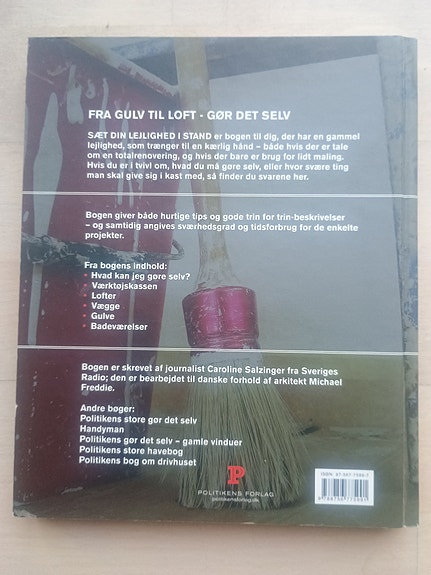 FRA GULV TIL LOFT - GØR DET SELV
SÆT DIN LEJLIGHED I STAND er bogen til dig, der har en gammel
lejlighed, som trænger til en kærlig hånd – både hvis der er tale
om en totalrenovering, og hvis der bare er brug for lidt maling.
Hvis du er i tvivl om, hvad du må gøre selv, eller hvor svære ting
man skal give sig i kast med, så finder du svarene her.
Bogen giver både hurtige tips og gode trin for trin-beskrivelser
– og samtidig angives sværhedsgrad og tidsforbrug for de enkelte
projekter.
Fra bogens indhold:
• Hvad kan jeg gøre selv?
• Værktøjskassen
• Lofter
• Vægge
• Gulve
• Badeværelser
Bogen er skrevet af journalist Caroline Salzinger fra Sveriges
Radio; den er bearbejdet til danske forhold af arkitekt Michael
Freddie.
Andre bøger:
Politikens store gør det selv
Handyman
Politikens gør det selv – gamle vinduer
Politikens store havebog
Politikens bog om drivhuset
P
POLITIKENS FORLAG
politikensforlag.dk